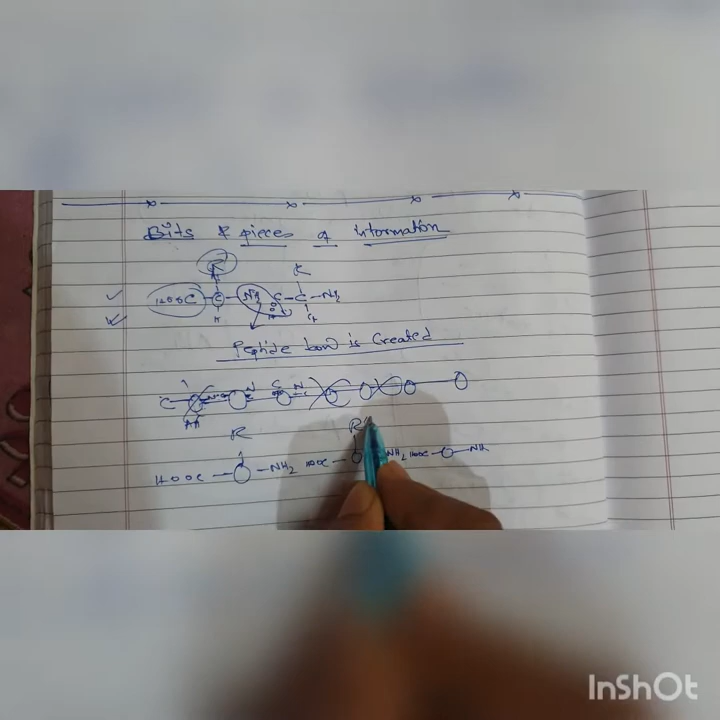 Bits & pieces of information
R R
HOOC C NH C C NH2
H H
Peptide bond is Created
C N C N
R R
HOOC NH2 HOOC NH2 HOOC NH
InShOt